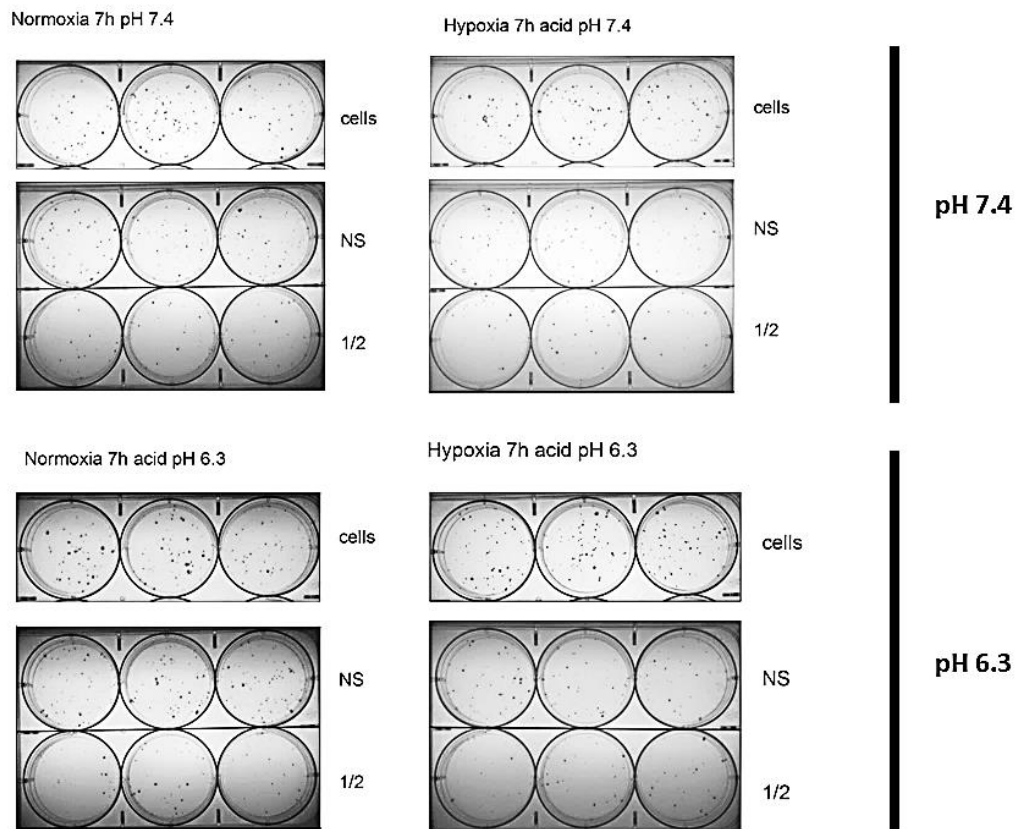 Normoxia 7h pH 7.4
Hypoxia 7h acid pH 7.4
cells
cells
NS
NS
pH 7.4
1/2
1/2
Normoxia 7h acid pH 6.3
Hypoxia 7h acid pH 6.3
cells
cells
NS
NS
pH 6.3
1/2
1/2